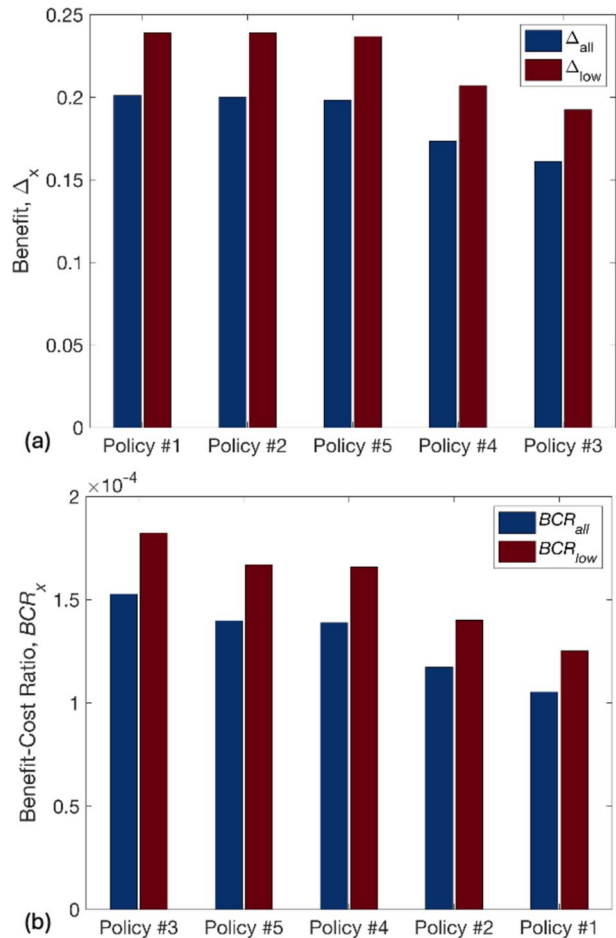 0.25
0.2
0.15
0.1
0.05
0
Benefit, Δx
Δall
Δlow
(a)
Policy #1 Policy #2 Policy #5 Policy #4 Policy #3
×10-4
2
1.5
1
0.5
0
Benefit-Cost Ratio, BCRx
BCRall
BCRlow
(b)
Policy #3 Policy #5 Policy #4 Policy #2 Policy #1